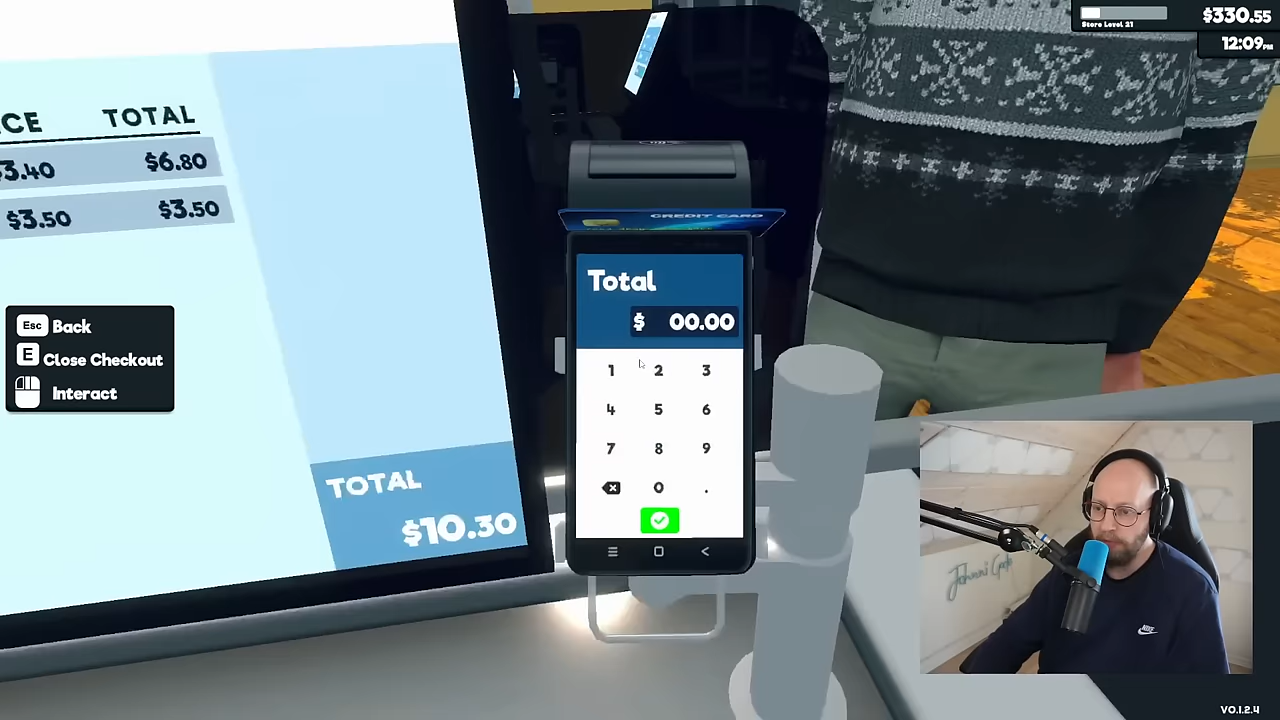 Store Level 21
$330.55
12:09PM
CE TOTAL
$3.40 $6.80
$3.50 $3.50
TOTAL
$10.30
Esc Back
E Close Checkout
Interact
CREDIT CARD
Total
$ 00.00
1 2 3
4 5 6
7 8 9
0 .
NIKE
V0.1.2.4